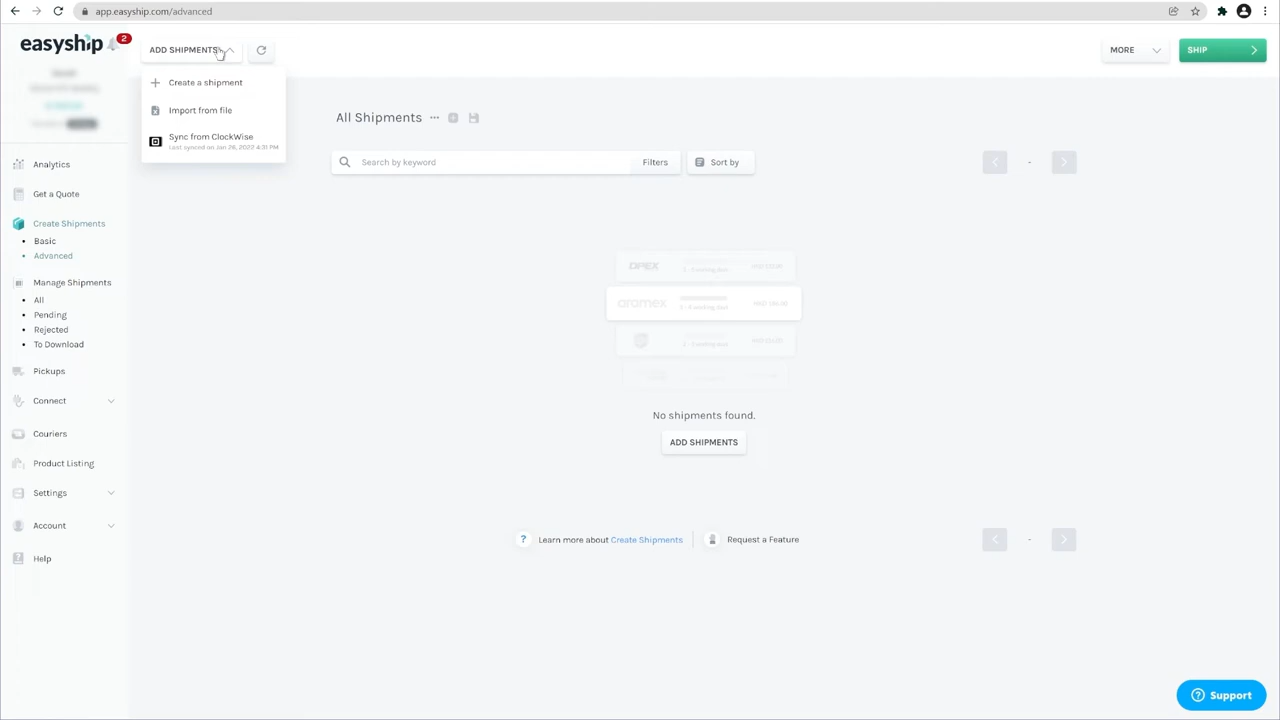 app.easyship.com/advanced
easyship
2
ADD SHIPMENTS
MORE
SHIP
Create a shipment
Import from file
Sync from ClockWise
Last synced on Jan 26, 2022 4:31 PM
All Shipments
Search by keyword
Filters
Sort by
-
Analytics
Get a Quote
Create Shipments
Basic
Advanced
Manage Shipments
All
Pending
Rejected
To Download
Pickups
Connect
Couriers
Product Listing
Settings
Account
Help
aramex
No shipments found.
ADD SHIPMENTS
? Learn more about Create Shipments
Request a Feature
-
Support